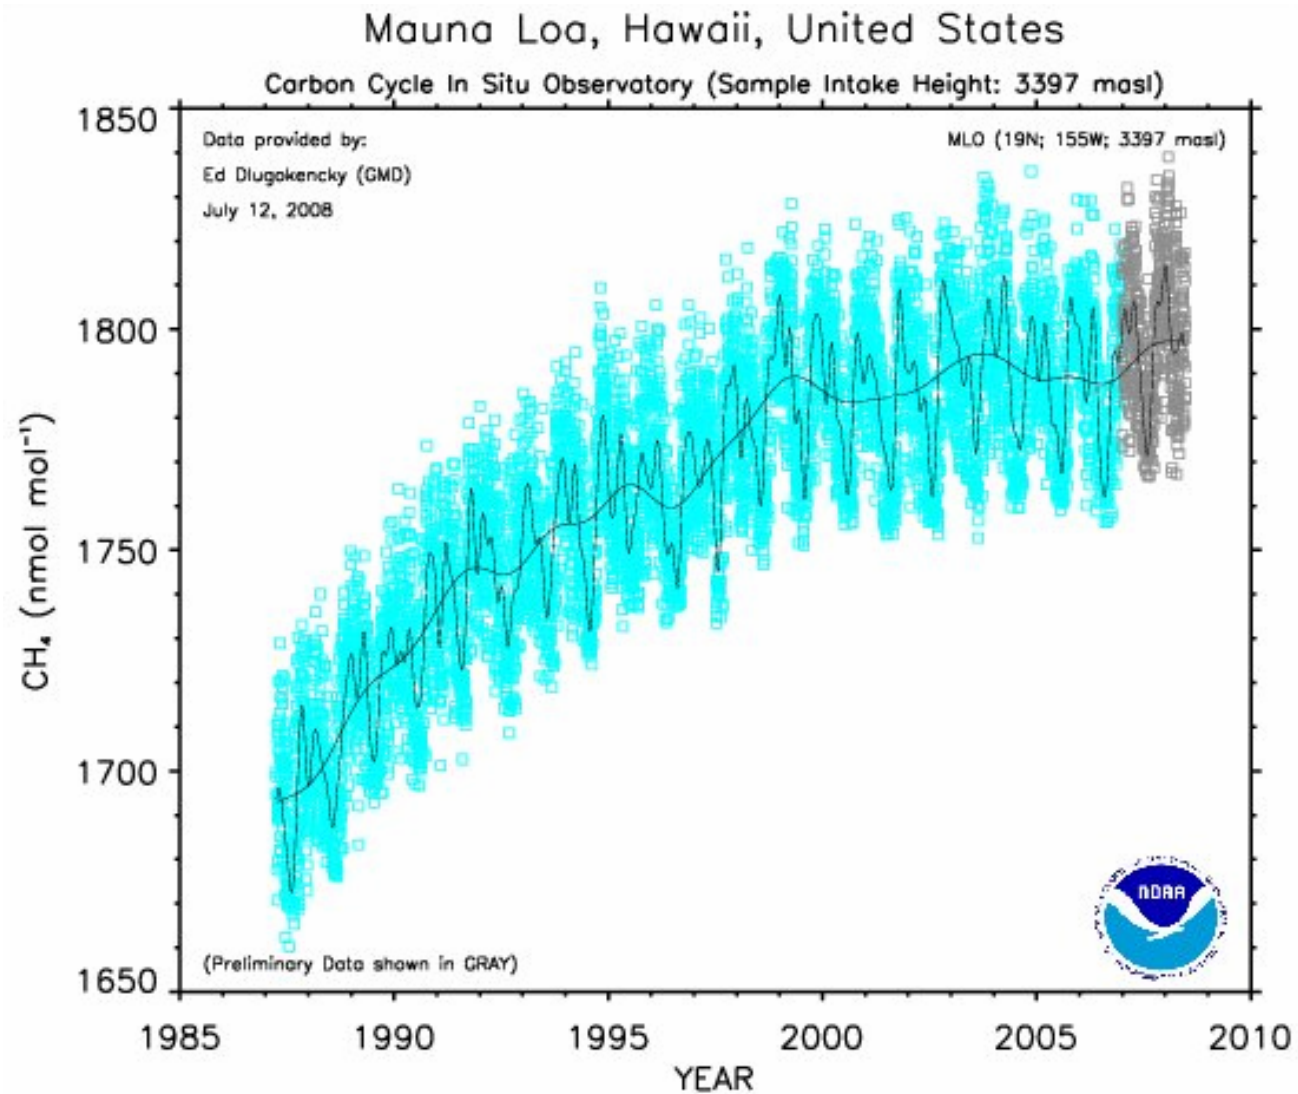 Mauna Loa, Hawaii, United States
Carbon Cycle In Situ Observatory (Sample Intake Height: 3397 masl)
Data provided by:
Ed Dlugokencky (GMD)
July 12, 2008
MLO (19N; 155W; 3397 masl)
1850
1800
1750
1700
1650
CH₄ (nmol mol⁻¹)
(Preliminary Data shown in GRAY)
NOAA
1985 1990 1995 2000 2005 2010
YEAR